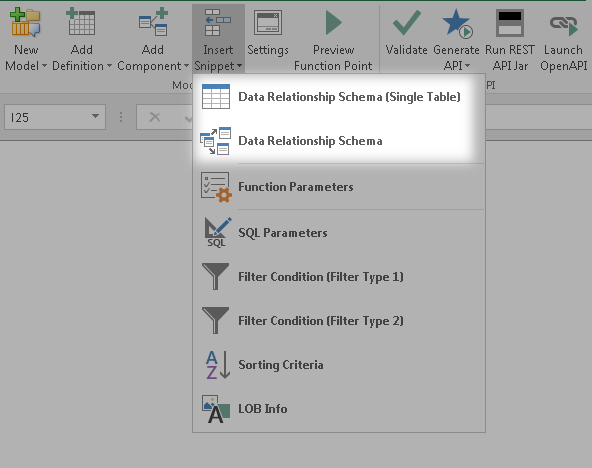 New
Model
Add
Definition
Add
Component
Insert
Snippet
Settings
Preview
Function Point
Validate
Generate
API
Run REST
API Jar
Launch
OpenAPI
Mod
PI
I25
Data Relationship Schema (Single Table)
Data Relationship Schema
Function Parameters
SQL
SQL Parameters
Filter Condition (Filter Type 1)
Filter Condition (Filter Type 2)
A
Z
Sorting Criteria
A
LOB Info